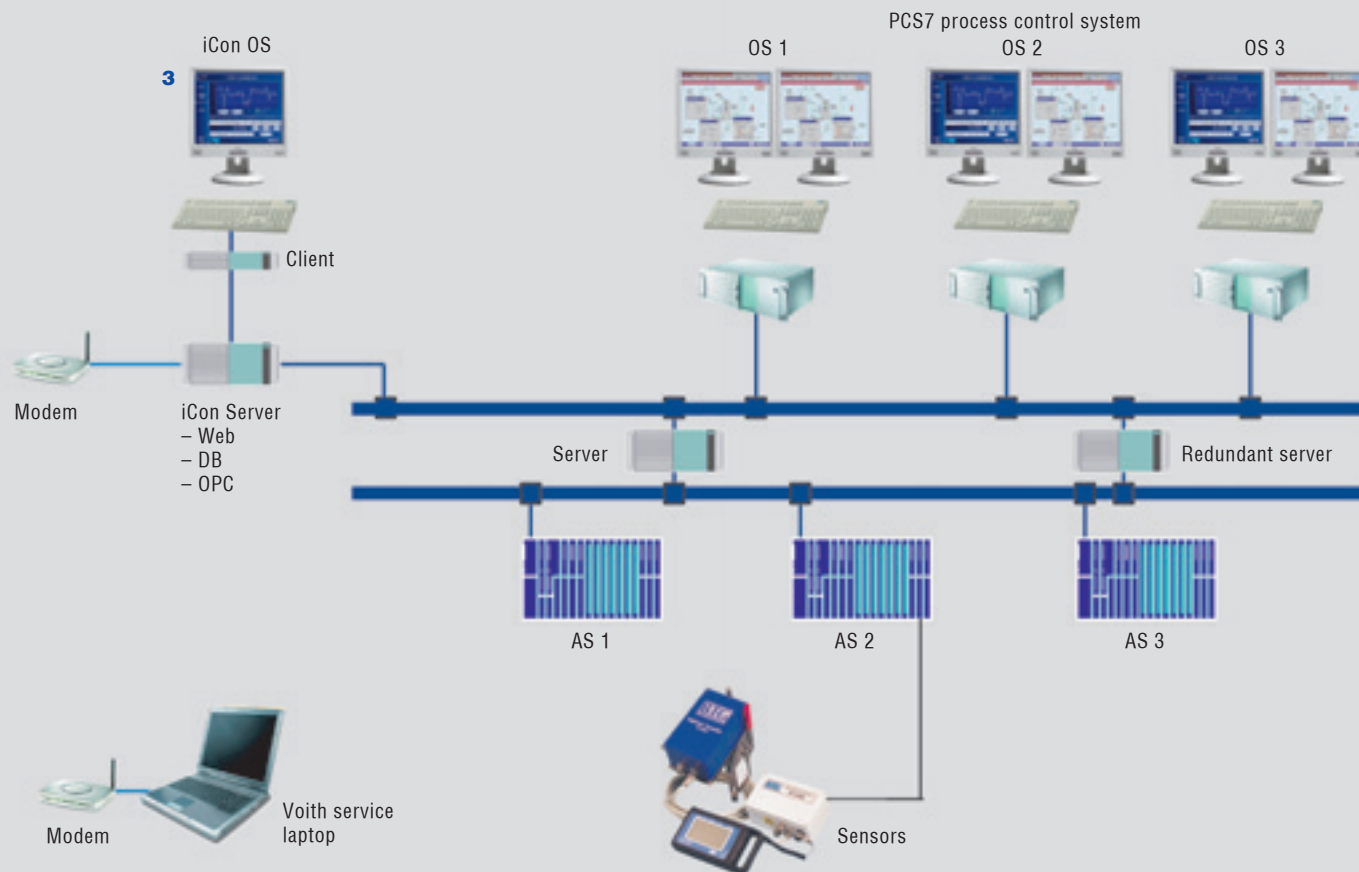 PCS7 process control system
iCon OS
OS 1
OS 2
OS 3
3
Client
Modem
iCon Server
– Web
– DB
– OPC
Server
Redundant server
AS 1
AS 2
AS 3
Modem
Voith service
laptop
Sensors